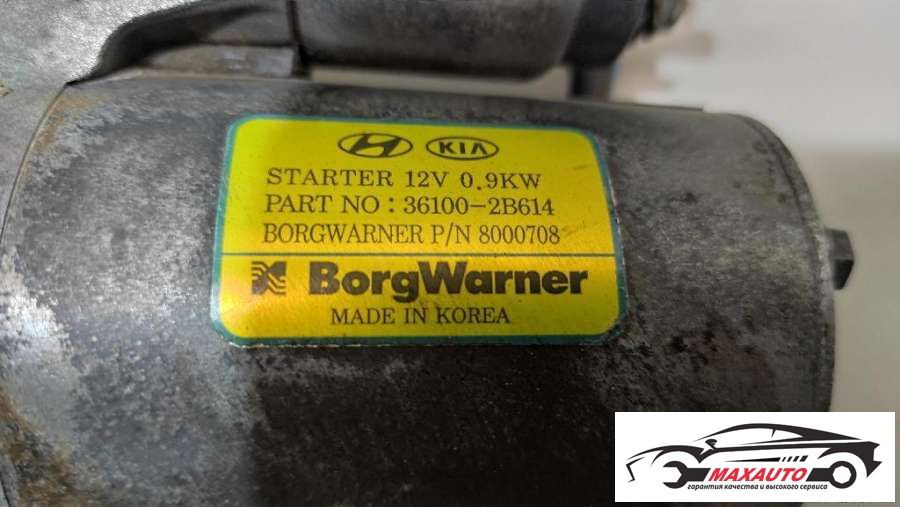 KIA
STARTER 12V 0.9KW
PART NO : 36100-2B614
BORGWARNER P/N 8000708
BorgWarner
MADE IN KOREA
MAXAUTO
гарантия качества и высокого сервиса